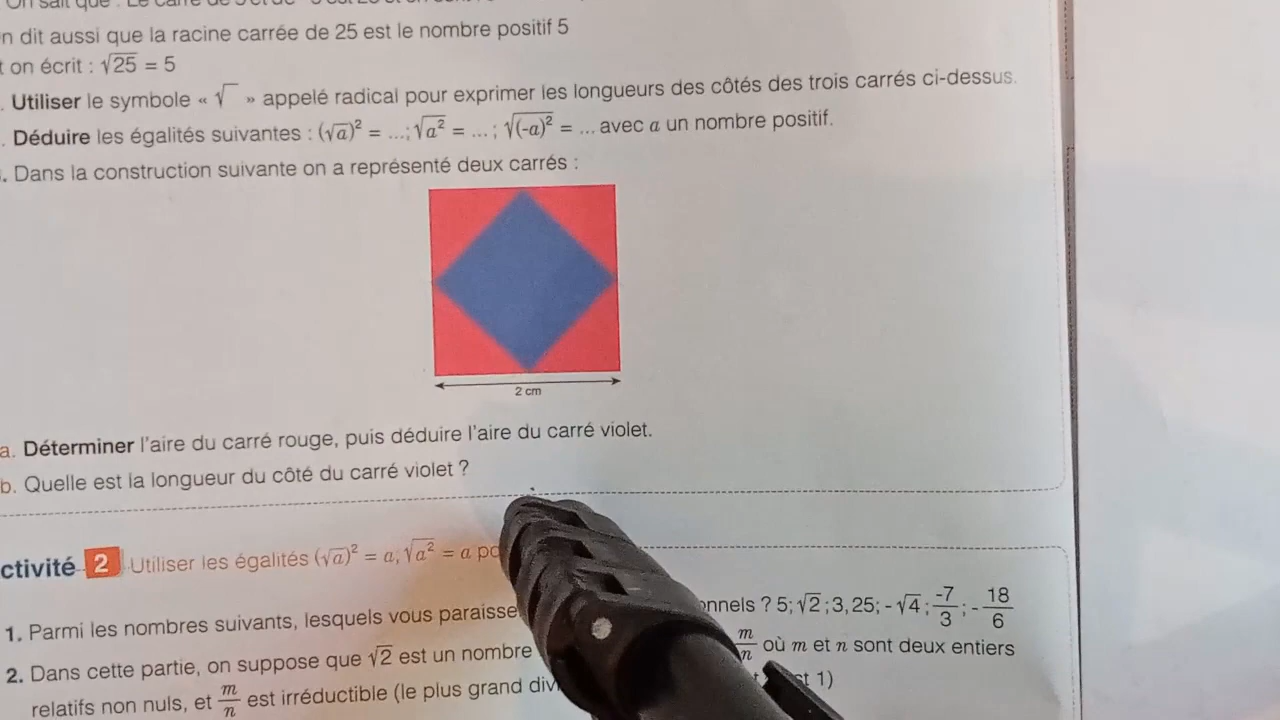 n dit aussi que la racine carrée de 25 est le nombre positif 5
t on écrit : √25 = 5
. Utiliser le symbole « √ » appelé radical pour exprimer les longueurs des côtés des trois carrés ci-dessus.
. Déduire les égalités suivantes : (√a)² = ...; √a² = ... ; √(-a)² = ... avec a un nombre positif.
. Dans la construction suivante on a représenté deux carrés :
2 cm
a. Déterminer l'aire du carré rouge, puis déduire l'aire du carré violet.
b. Quelle est la longueur du côté du carré violet ?
ctivité 2 Utiliser les égalités (√a)² = a, √a² = a
1. Parmi les nombres suivants, lesquels vous paraisse onnels ? 5; √2 ; 3, 25; - √4 ; -7/3 ; - 18/6
2. Dans cette partie, on suppose que √2 est un nombre m/n où m et n sont deux entiers
relatifs non nuls, et m/n est irréductible (le plus grand div t 1)